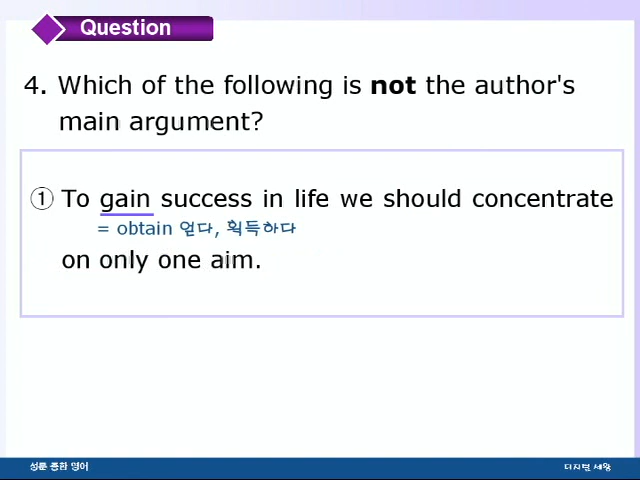 Question
4. Which of the following is not the author's
main argument?
① To gain success in life we should concentrate
= obtain 얻다, 획득하다
on only one aim.
성문 종합 영어
디지털 세왕